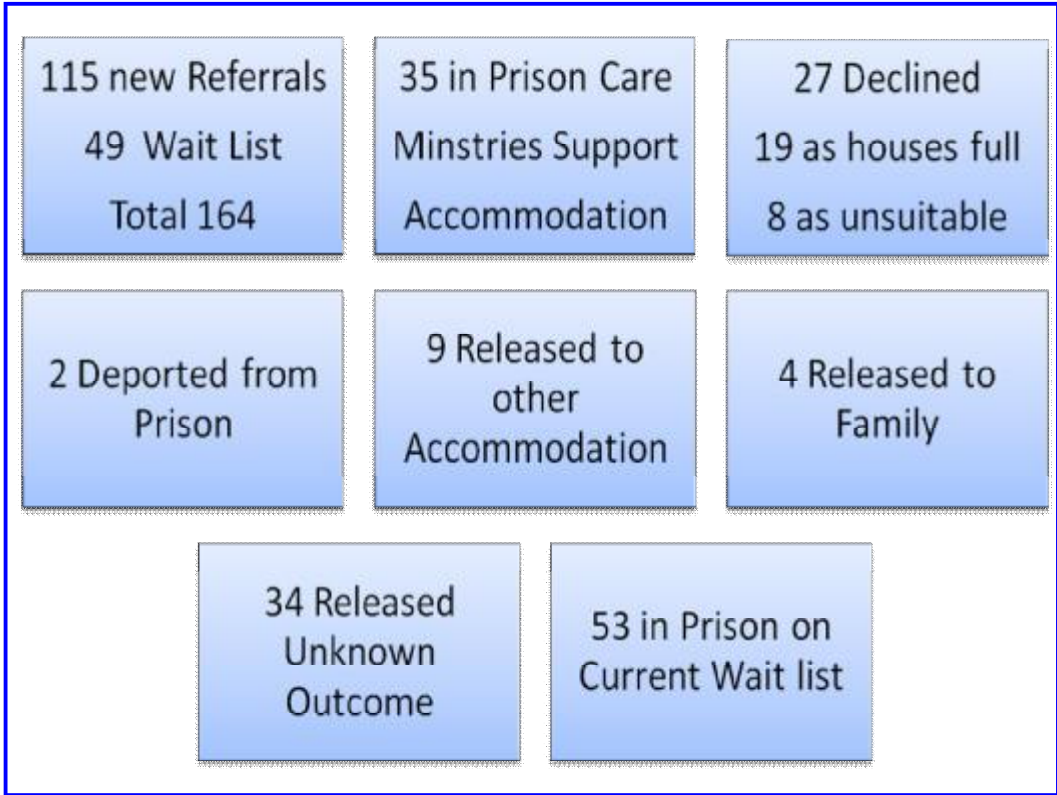 115 new Referrals
49 Wait List
Total 164
35 in Prison Care
Minstries Support
Accommodation
27 Declined
19 as houses full
8 as unsuitable
2 Deported from
Prison
9 Released to
other
Accommodation
4 Released to
Family
34 Released
Unknown
Outcome
53 in Prison on
Current Wait list